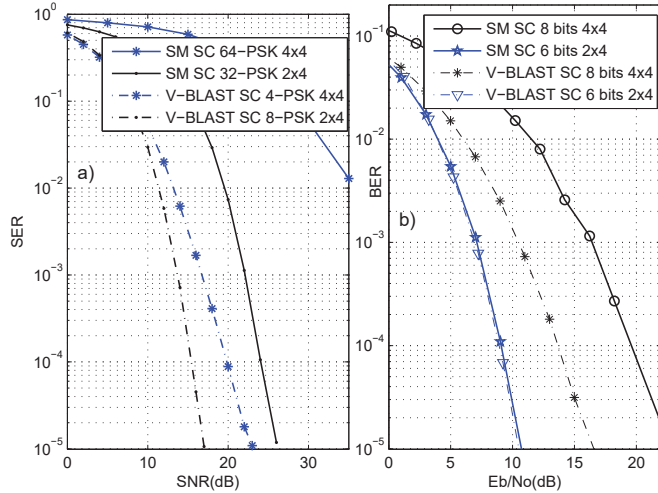 a)
SM SC 64−PSK 4x4
SM SC 32−PSK 2x4
V−BLAST SC 4−PSK 4x4
V−BLAST SC 8−PSK 2x4
10^0
10^-1
10^-2
10^-3
10^-4
10^-5
SER
0 10 20 30
SNR(dB)
b)
SM SC 8 bits 4x4
SM SC 6 bits 2x4
V−BLAST SC 8 bits 4x4
V−BLAST SC 6 bits 2x4
10^-1
10^-2
10^-3
10^-4
10^-5
BER
0 5 10 15 20
Eb/No(dB)